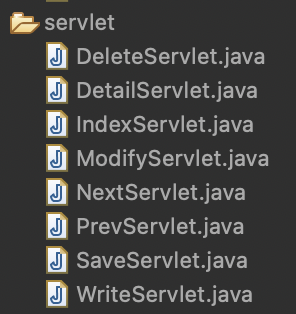 servlet
DeleteServlet.java
DetailServlet.java
IndexServlet.java
ModifyServlet.java
NextServlet.java
PrevServlet.java
SaveServlet.java
WriteServlet.java